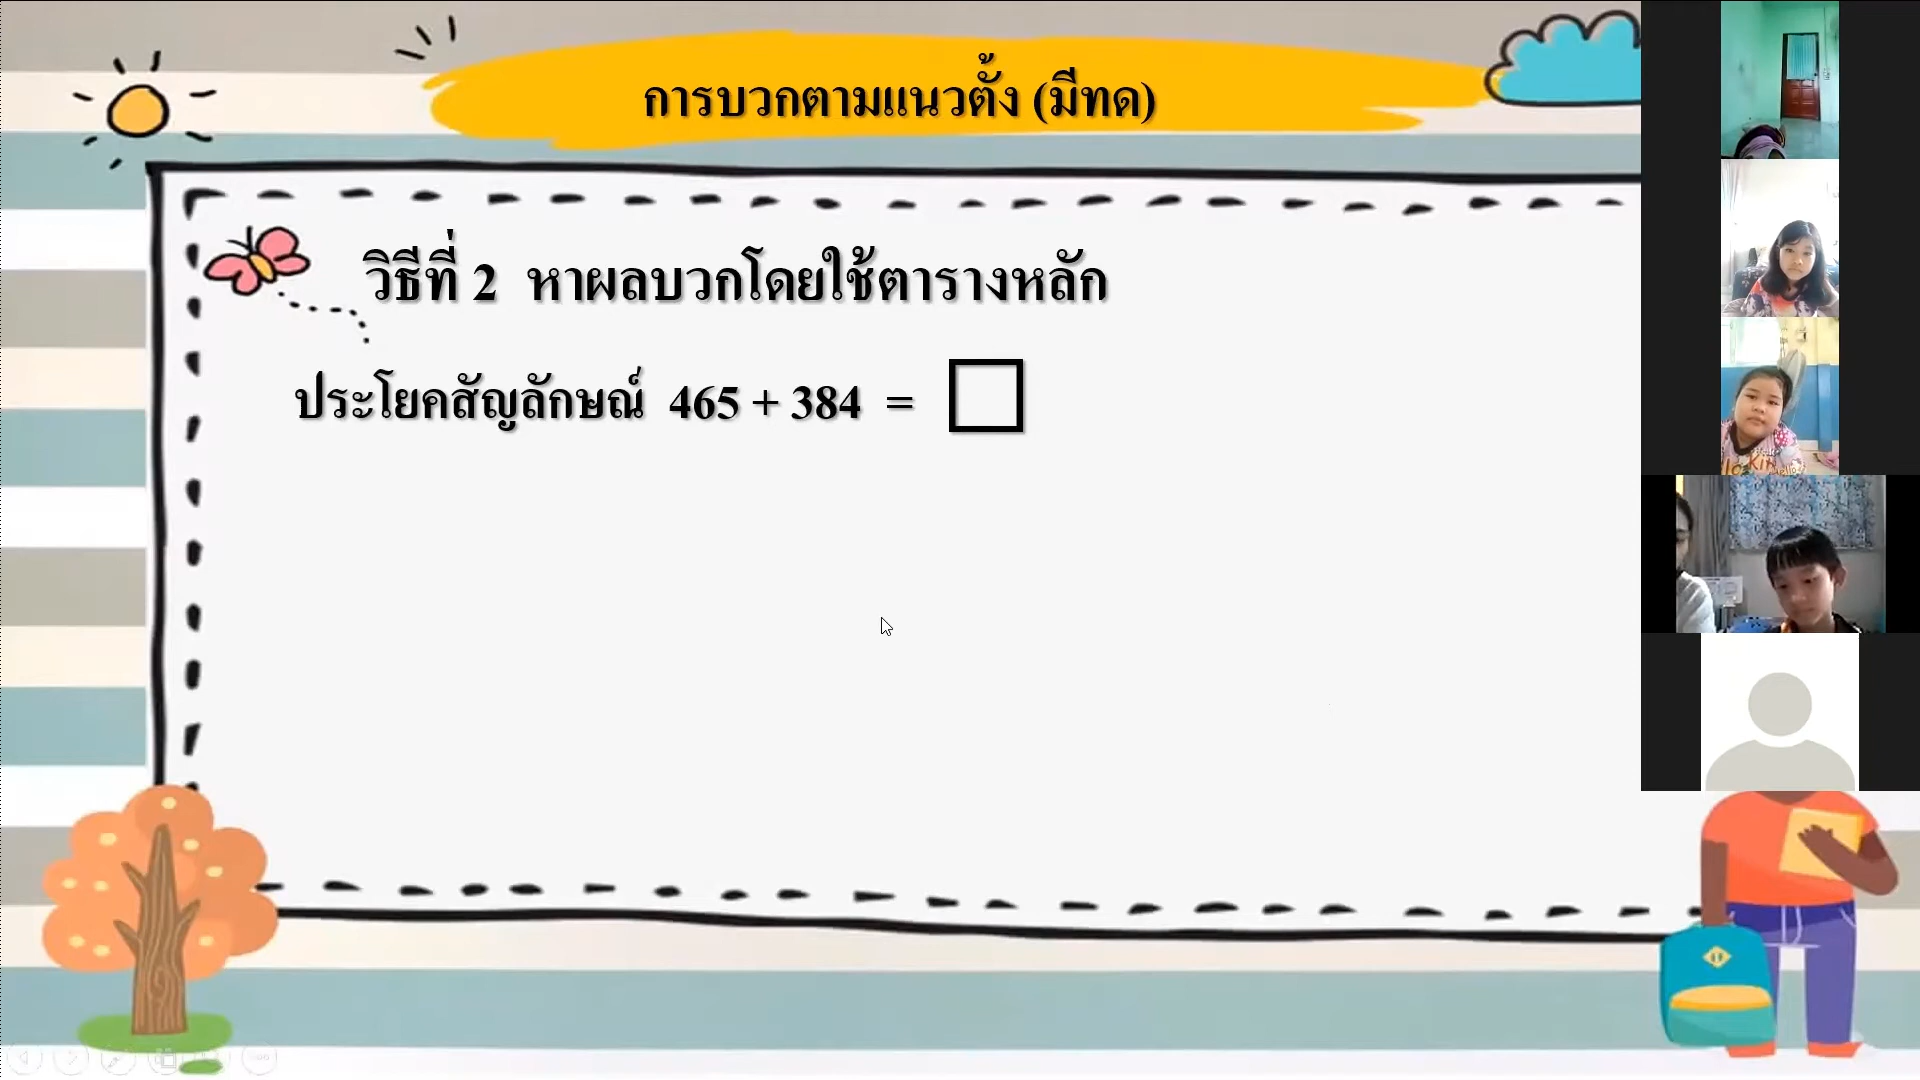 การบวกตามแนวตั้ง (มีทด)
วิธีที่ 2 หาผลบวกโดยใช้ตารางหลัก
ประโยคสัญลักษณ์ 465 + 384 =